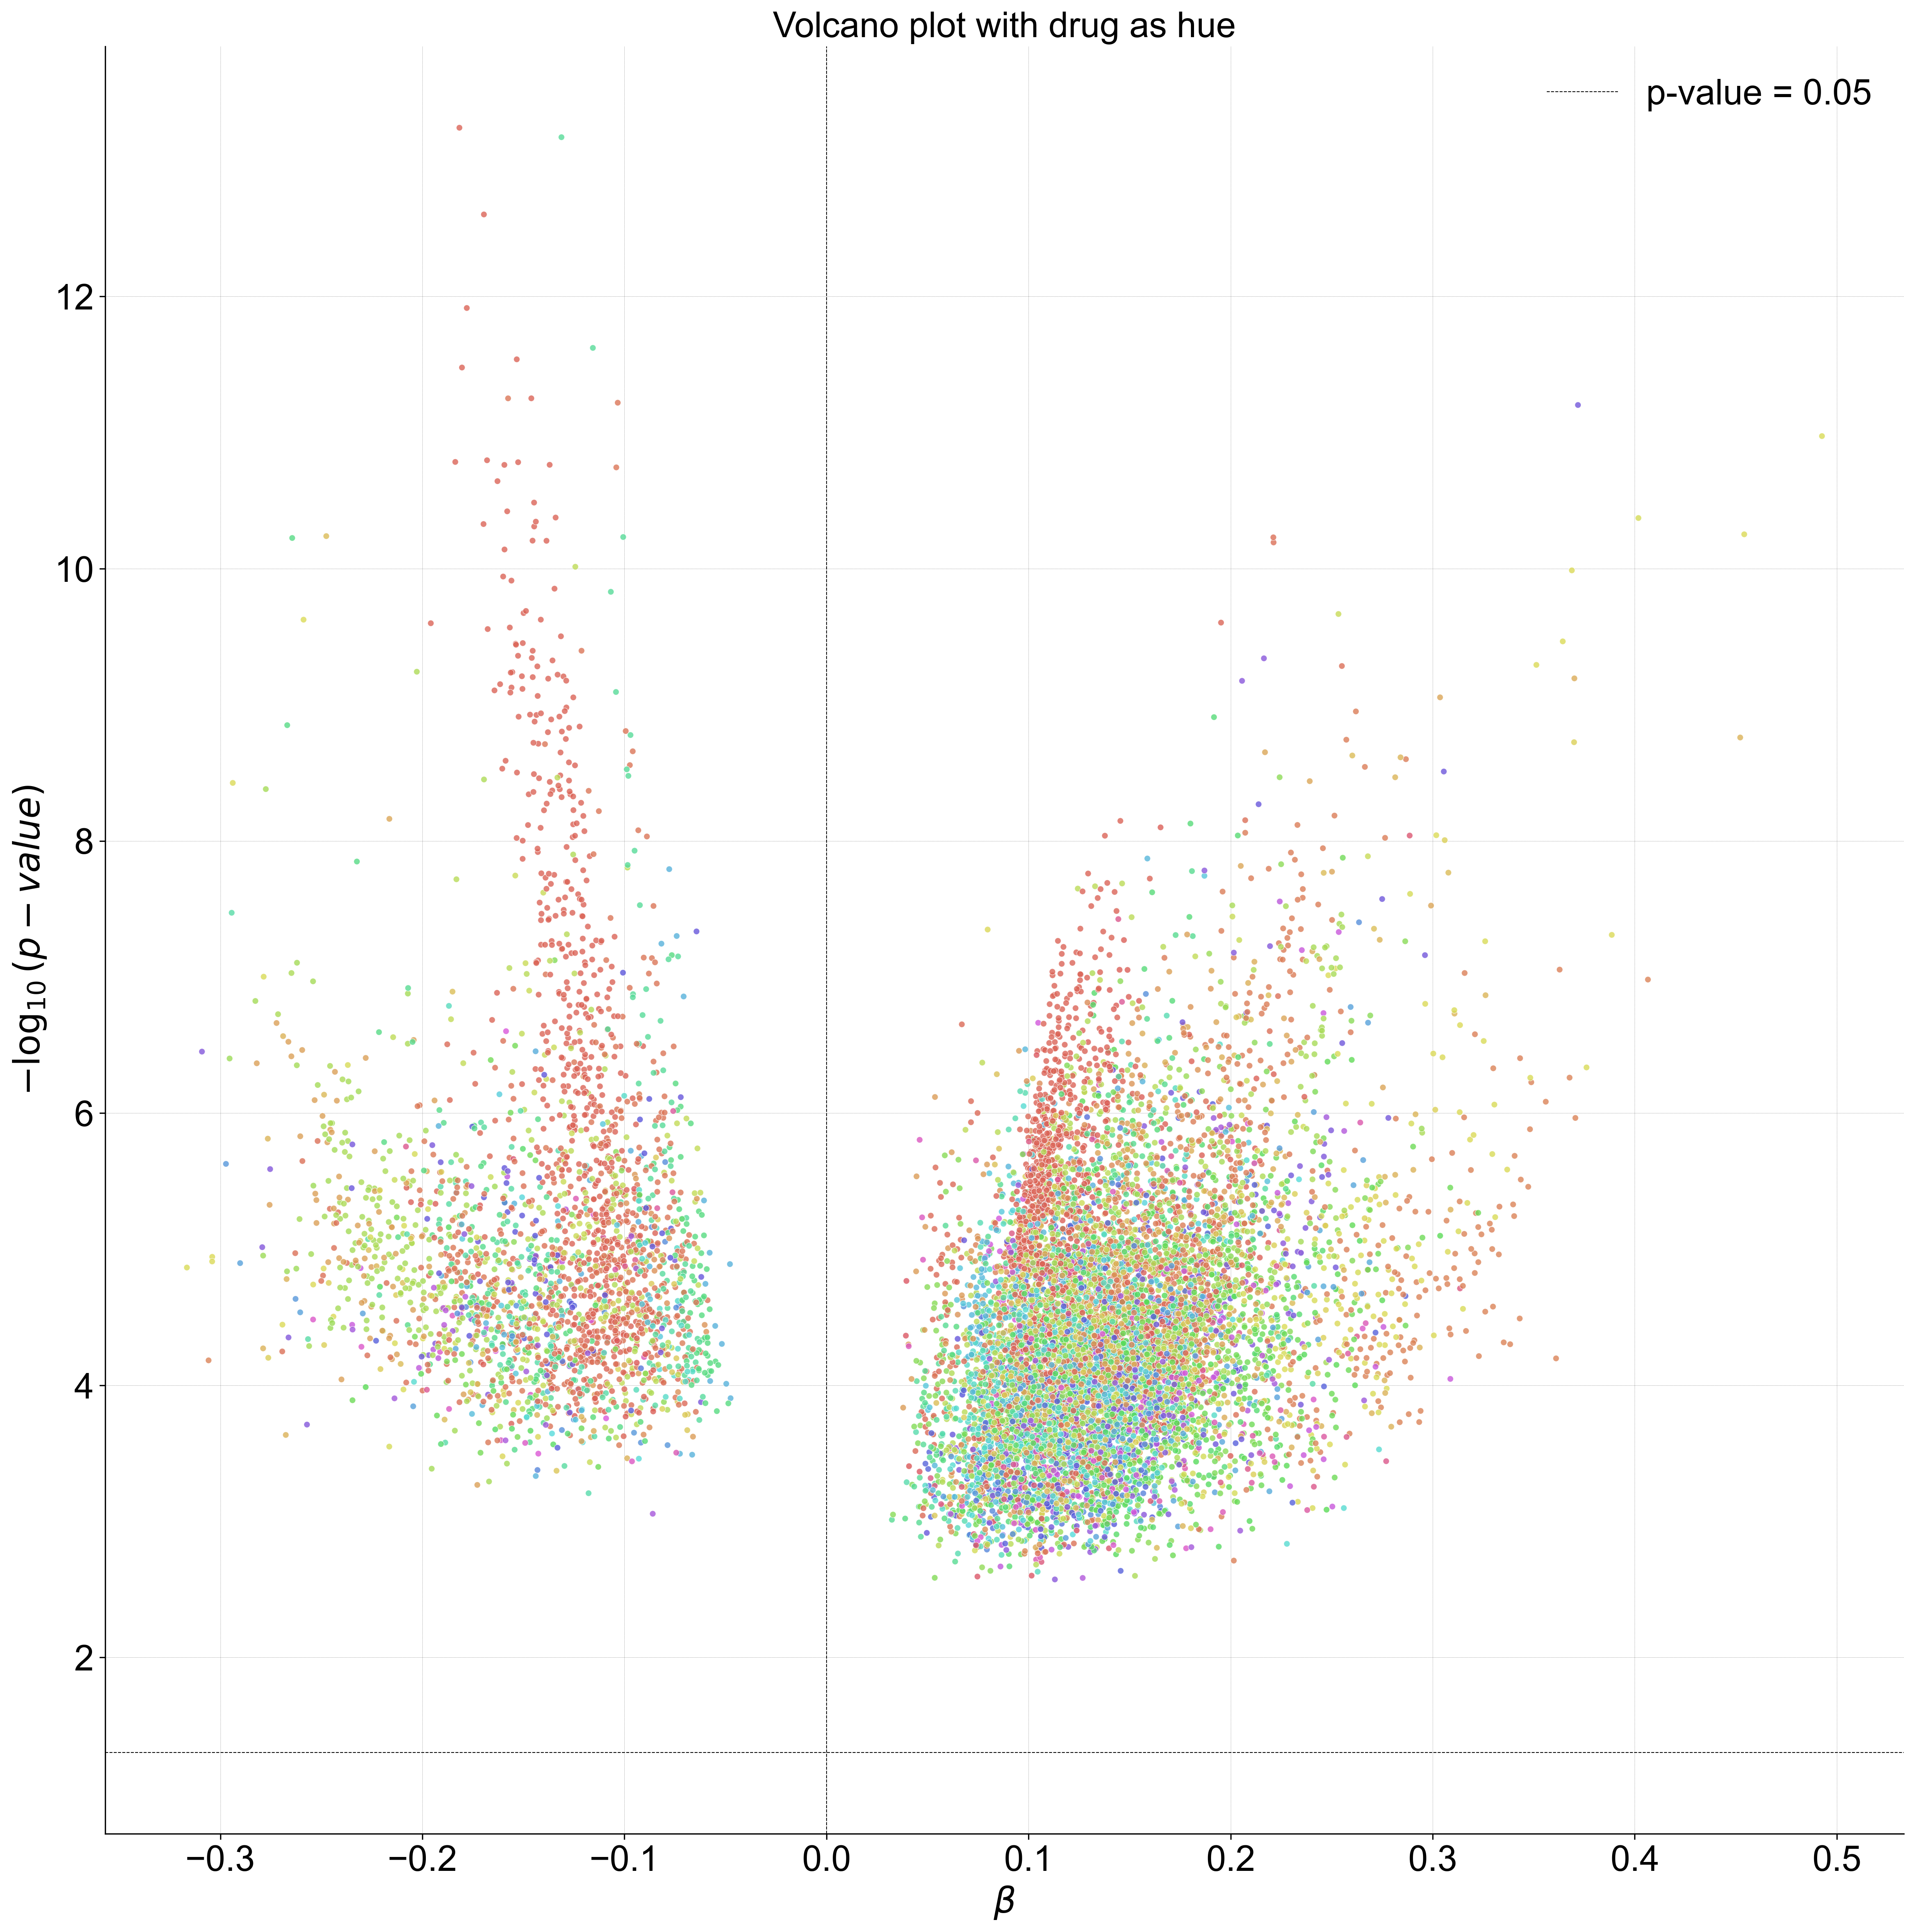 Volcano plot with drug as hue
p-value = 0.05
12
10
8
6
4
2
−log₁₀ (p − value)
−0.3 −0.2 −0.1 0.0 0.1 0.2 0.3 0.4 0.5
β